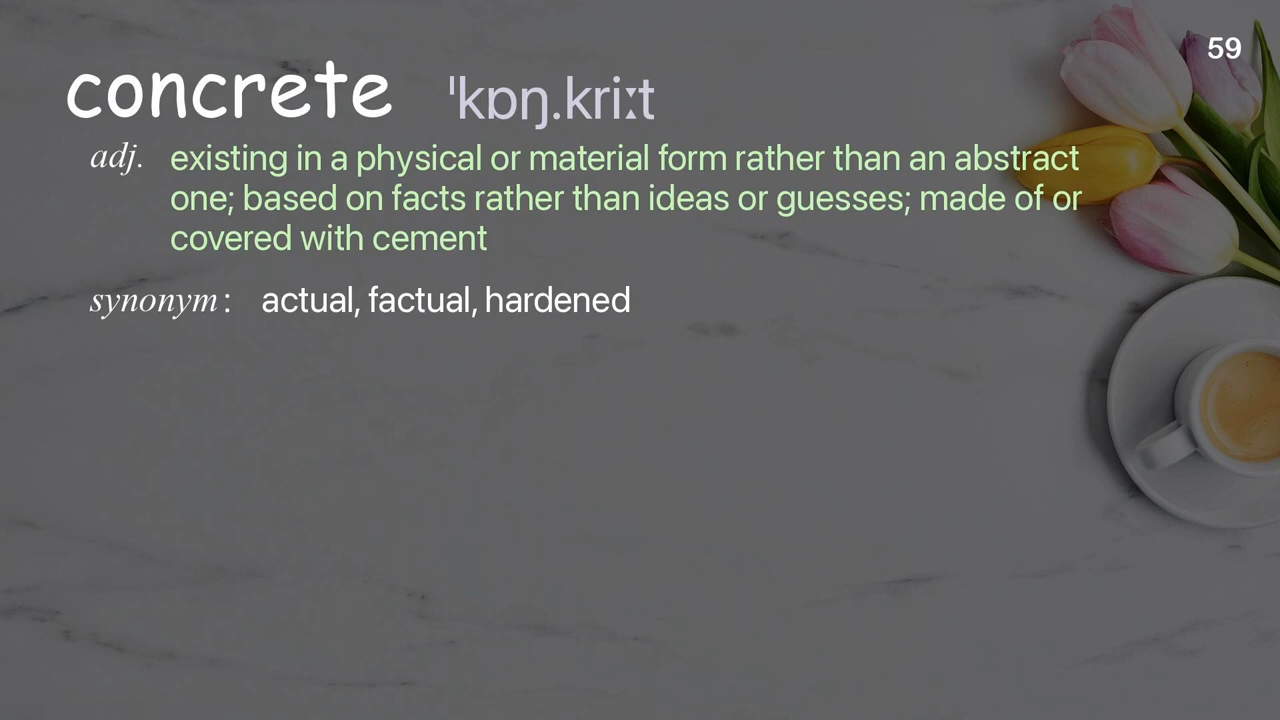 59
concrete ˈkɒŋ.kriːt
adj. existing in a physical or material form rather than an abstract
one; based on facts rather than ideas or guesses; made of or
covered with cement
synonym: actual, factual, hardened